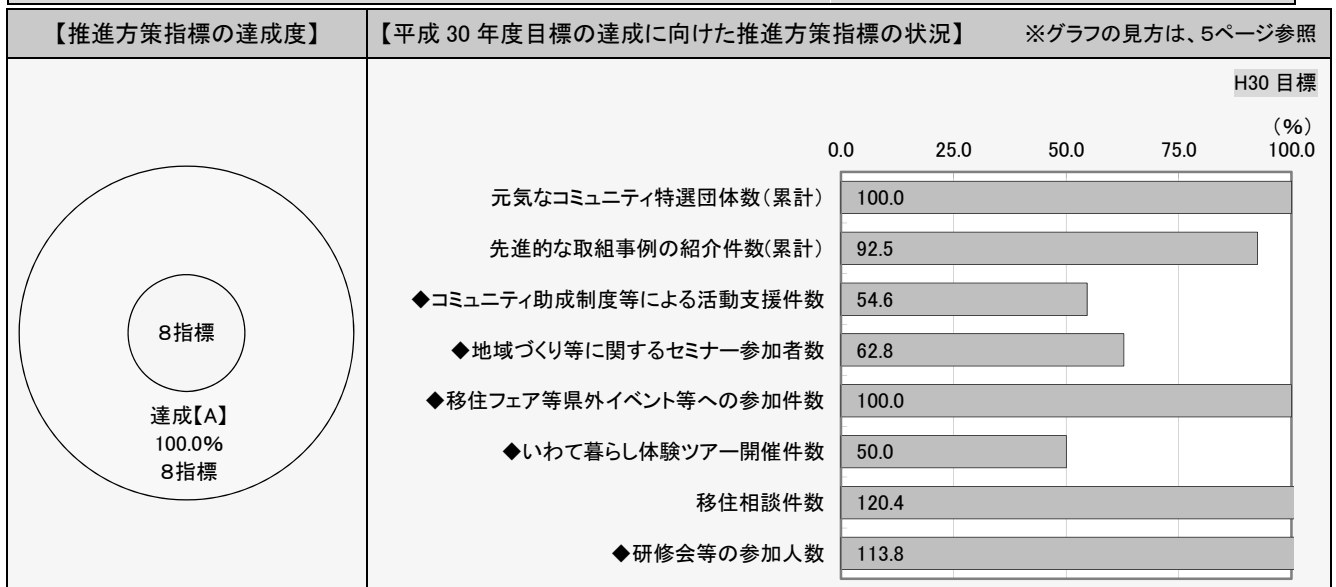 【推進方策指標の達成度】
【平成 30 年度目標の達成に向けた推進方策指標の状況】 ※グラフの見方は、5ページ参照
8指標
達成【A】
100.0%
8指標
H30 目標
(%)
0.0 25.0 50.0 75.0 100.0
元気なコミュニティ特選団体数(累計) 100.0
先進的な取組事例の紹介件数(累計) 92.5
◆コミュニティ助成制度等による活動支援件数 54.6
◆地域づくり等に関するセミナー参加者数 62.8
◆移住フェア等県外イベント等への参加件数 100.0
◆いわて暮らし体験ツアー開催件数 50.0
移住相談件数 120.4
◆研修会等の参加人数 113.8